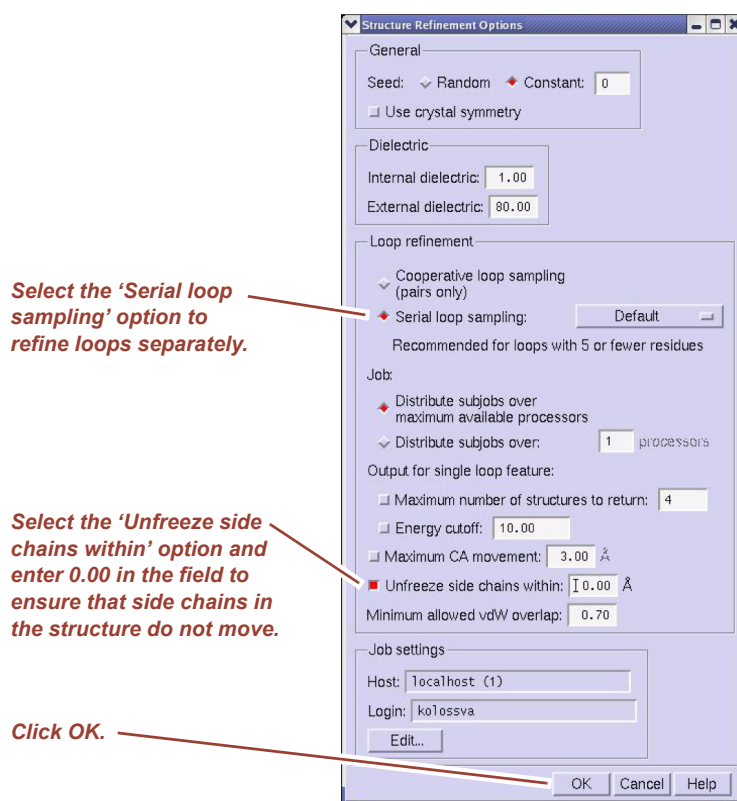 Structure Refinement Options
General
Seed: Random Constant: 0
Use crystal symmetry
Dielectric
Internal dielectric: 1.00
External dielectric: 80.00
Loop refinement
Cooperative loop sampling
(pairs only)
Select the ‘Serial loop
sampling’ option to
refine loops separately.
Serial loop sampling: Default
Recommended for loops with 5 or fewer residues
Job:
Distribute subjobs over
maximum available processors
Distribute subjobs over: 1 processors
Output for single loop feature:
Maximum number of structures to return: 4
Energy cutoff: 10.00
Maximum CA movement: 3.00 Å
Select the ‘Unfreeze side
chains within’ option and
enter 0.00 in the field to
ensure that side chains in
the structure do not move.
Unfreeze side chains within: 0.00 Å
Minimum allowed vdW overlap: 0.70
Job settings
Host: localhost (1)
Login: kolossva
Edit...
Click OK.
OK Cancel Help